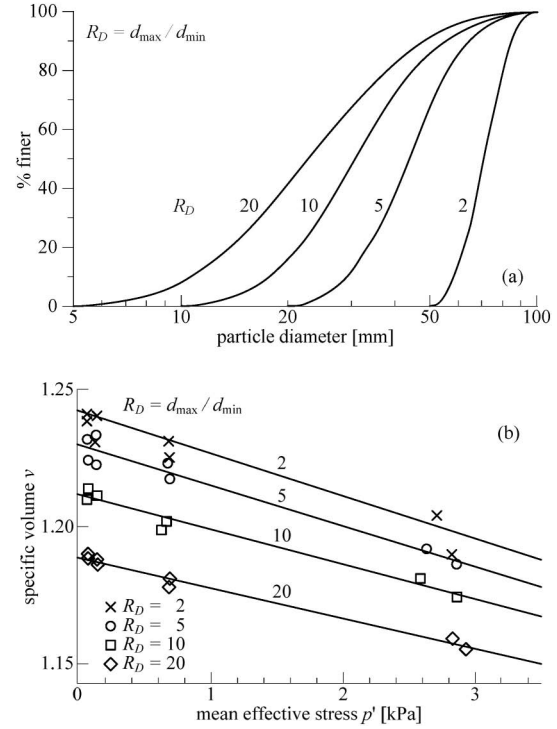 100
R_D = d_max / d_min
80
60
% finer
40
R_D 20 10 5 2
20
(a)
0
5 10 20 50 100
particle diameter [mm]
1.25
R_D = d_max / d_min
(b)
2
5
specific volume v
1.20
10
20
R_D = 2
R_D = 5
R_D = 10
R_D = 20
1.15
0 1 2 3
mean effective stress p' [kPa]